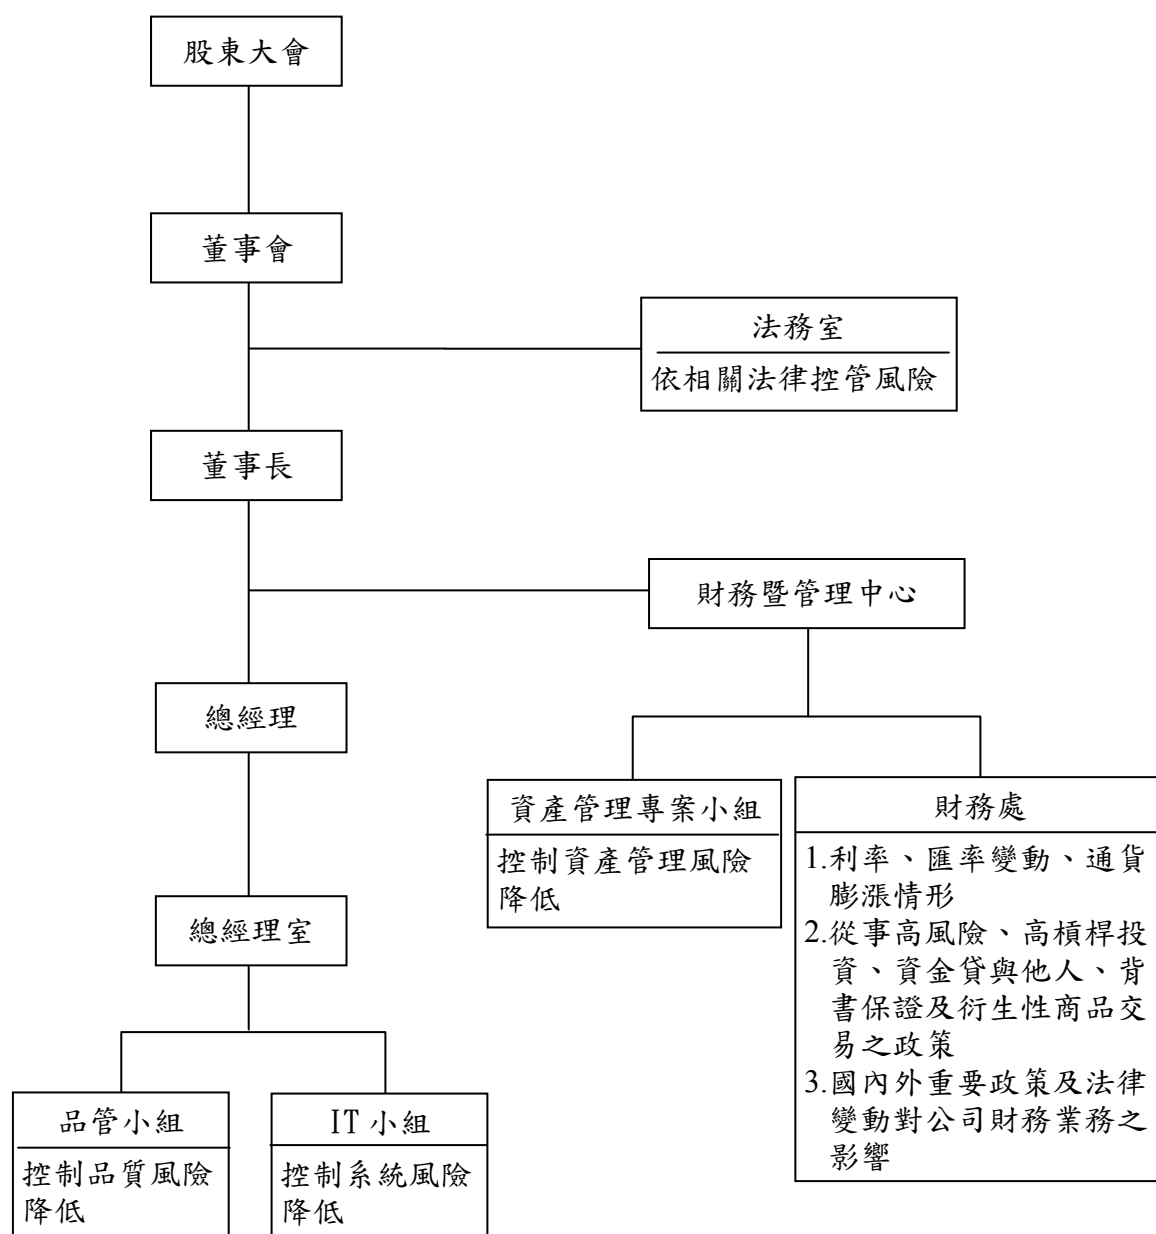 股東大會
董事會
法務室
依相關法律控管風險
董事長
財務暨管理中心
總經理
資產管理專案小組
控制資產管理風險
降低
財務處
1.利率、匯率變動、通貨
膨漲情形
2.從事高風險、高槓桿投
資、資金貸與他人、背
書保證及衍生性商品交
易之政策
3.國內外重要政策及法律
變動對公司財務業務之
影響
總經理室
品管小組
控制品質風險
降低
IT 小組
控制系統風險
降低